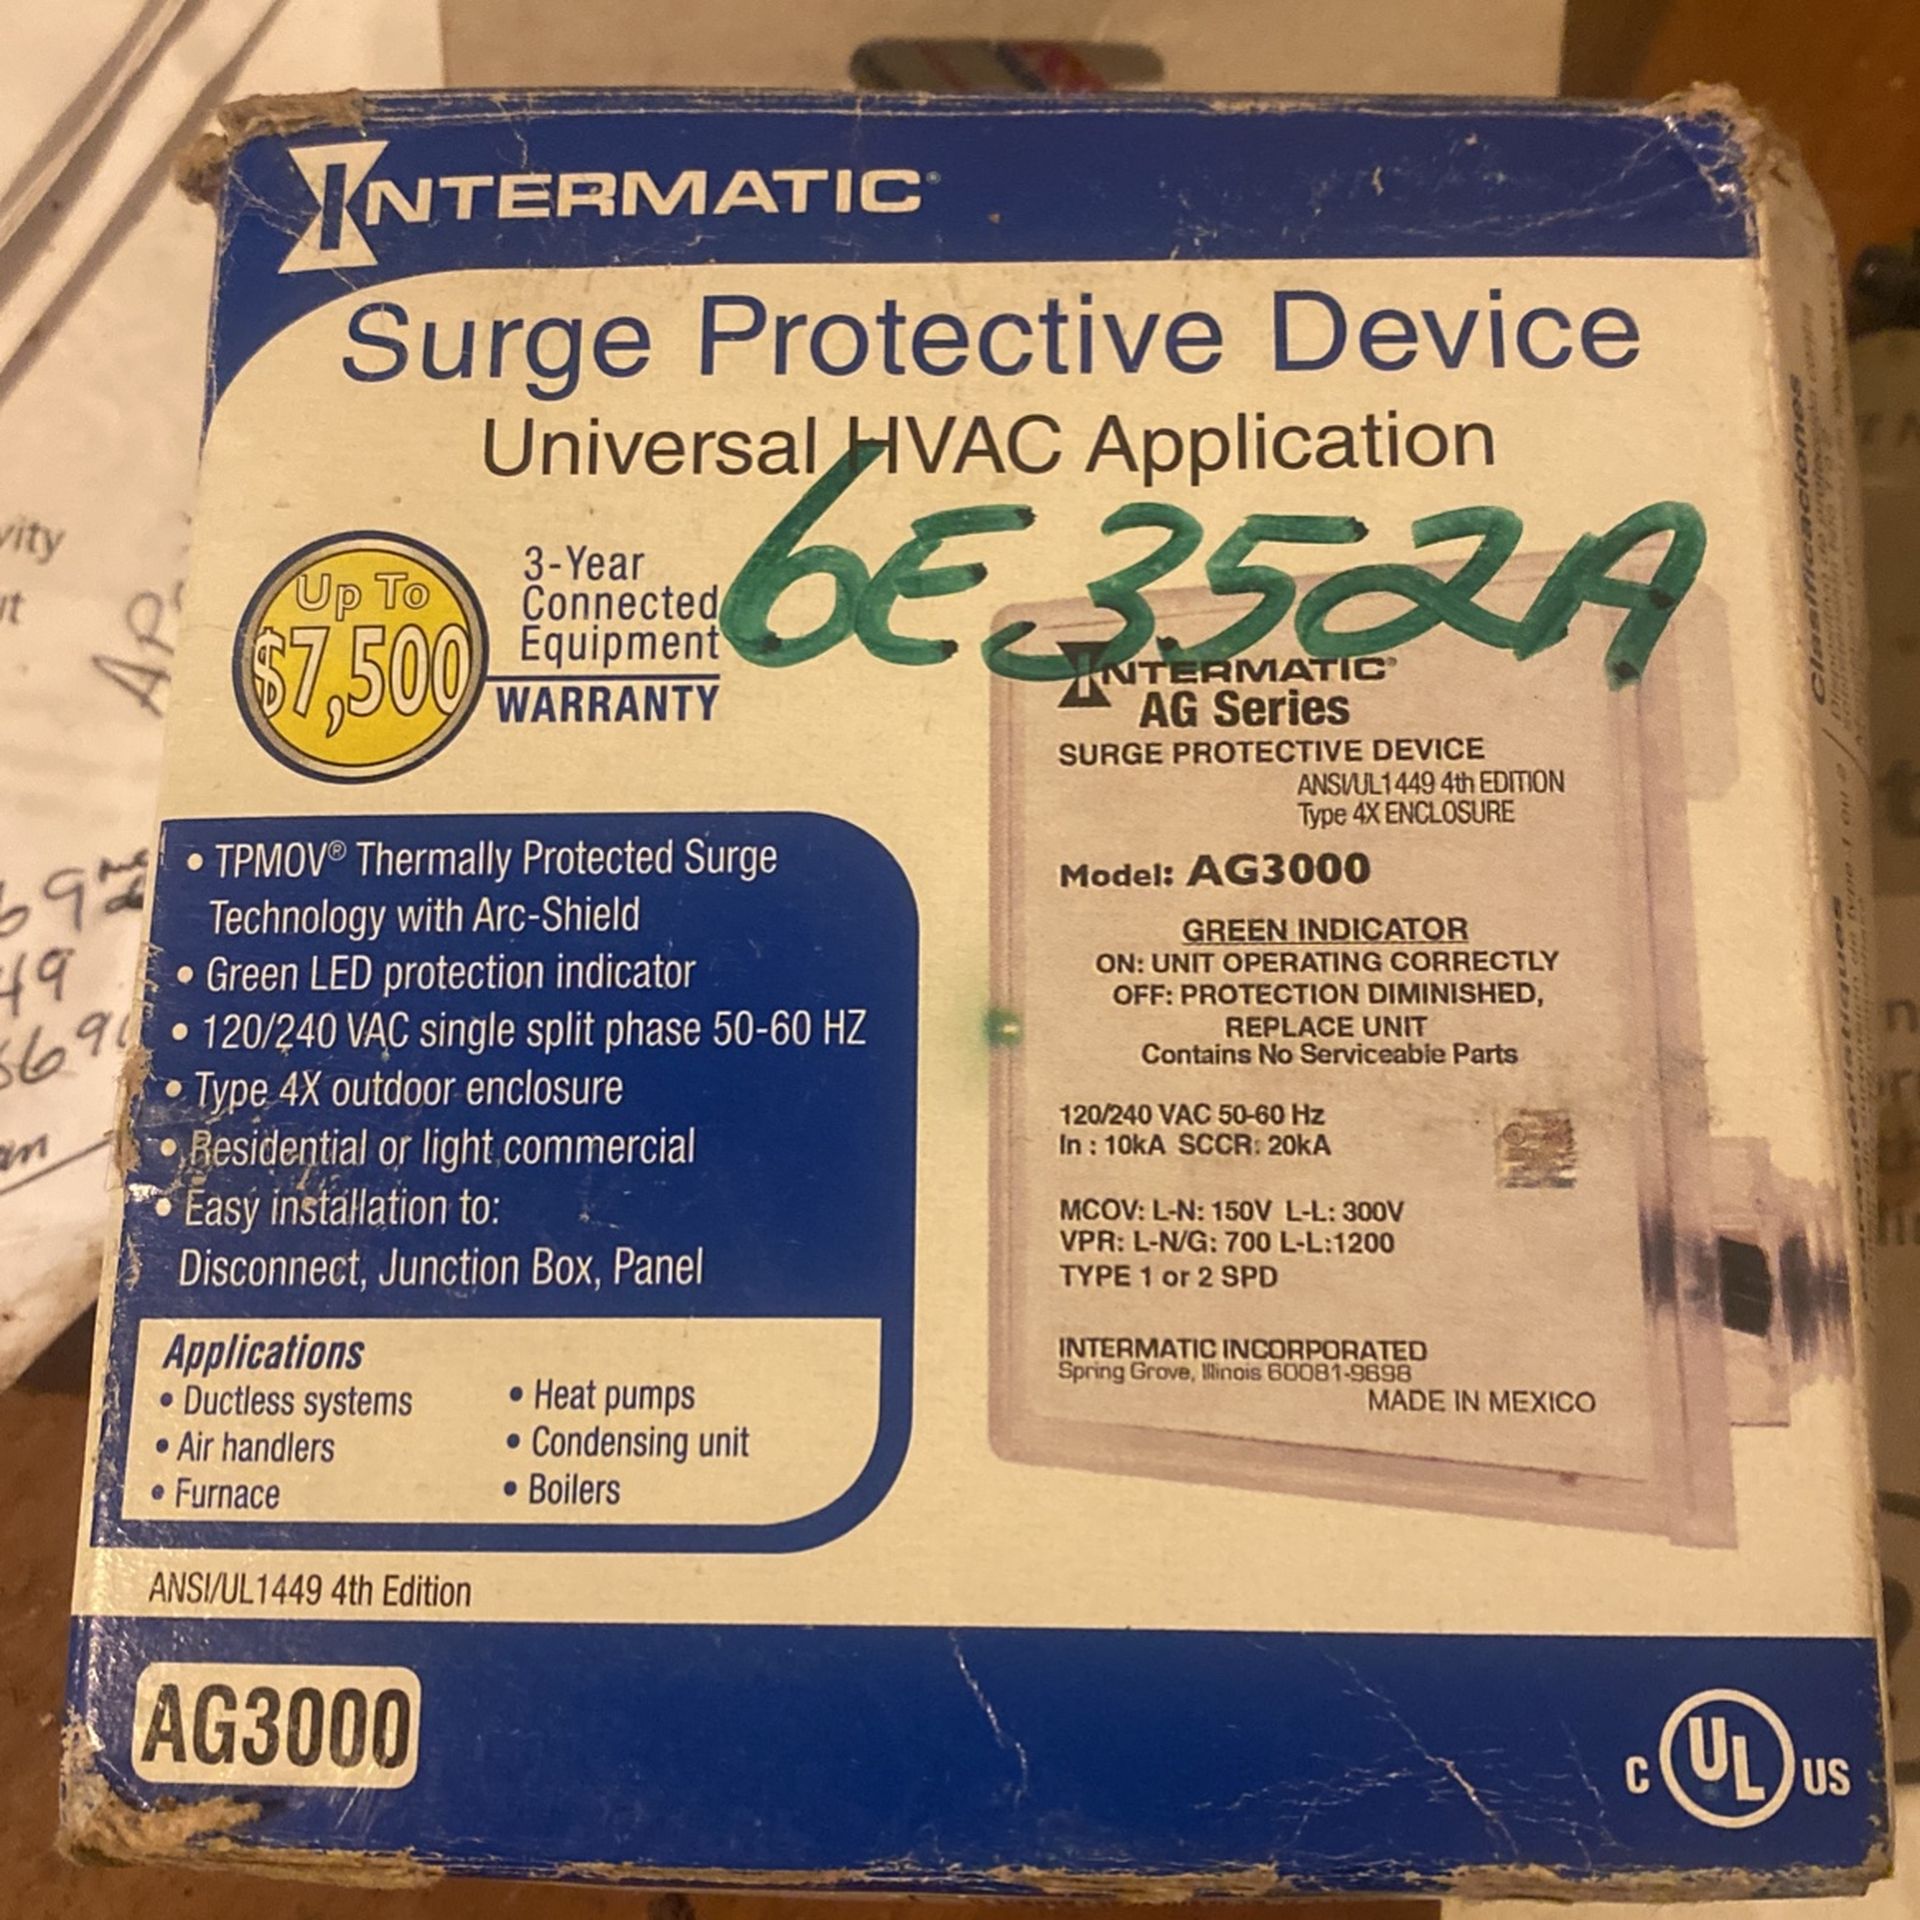 INTERMATIC®
Surge Protective Device
Universal HVAC Application
6E352A
Up To
$7,500
3-Year
Connected
Equipment
WARRANTY
• TPMOV® Thermally Protected Surge
Technology with Arc-Shield
• Green LED protection indicator
• 120/240 VAC single split phase 50-60 HZ
• Type 4X outdoor enclosure
• Residential or light commercial
• Easy installation to:
Disconnect, Junction Box, Panel
Applications
• Ductless systems
• Air handlers
• Furnace
• Heat pumps
• Condensing unit
• Boilers
ANSI/UL1449 4th Edition
AG3000
INTERMATIC®
AG Series
SURGE PROTECTIVE DEVICE
ANSI/UL1449 4th EDITION
Type 4X ENCLOSURE
Model: AG3000
GREEN INDICATOR
ON: UNIT OPERATING CORRECTLY
OFF: PROTECTION DIMINISHED,
REPLACE UNIT
Contains No Serviceable Parts
120/240 VAC 50-60 Hz
In : 10kA SCCR: 20kA
MCOV: L-N: 150V L-L: 300V
VPR: L-N/G: 700 L-L:1200
TYPE 1 or 2 SPD
INTERMATIC INCORPORATED
Spring Grove, Illinois 60081-9698
MADE IN MEXICO
C UL US
Clasificaciones